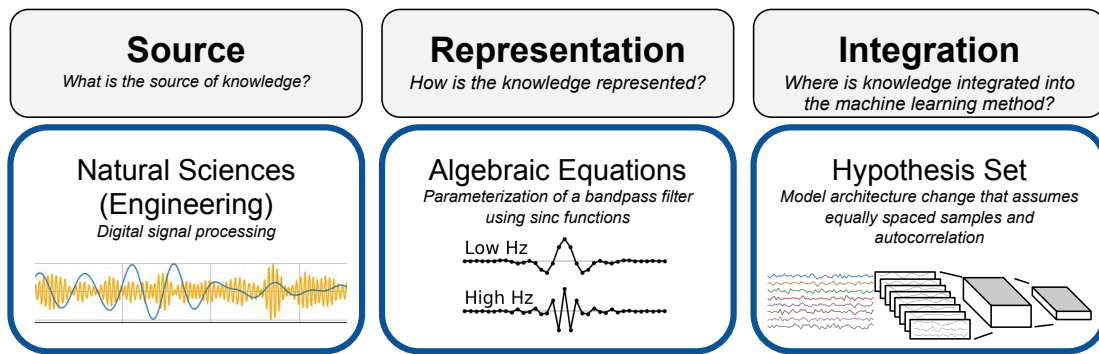 Source
What is the source of knowledge?
Representation
How is the knowledge represented?
Integration
Where is knowledge integrated into
the machine learning method?
Natural Sciences
(Engineering)
Digital signal processing
Algebraic Equations
Parameterization of a bandpass filter
using sinc functions
Low Hz
High Hz
Hypothesis Set
Model architecture change that assumes
equally spaced samples and
autocorrelation